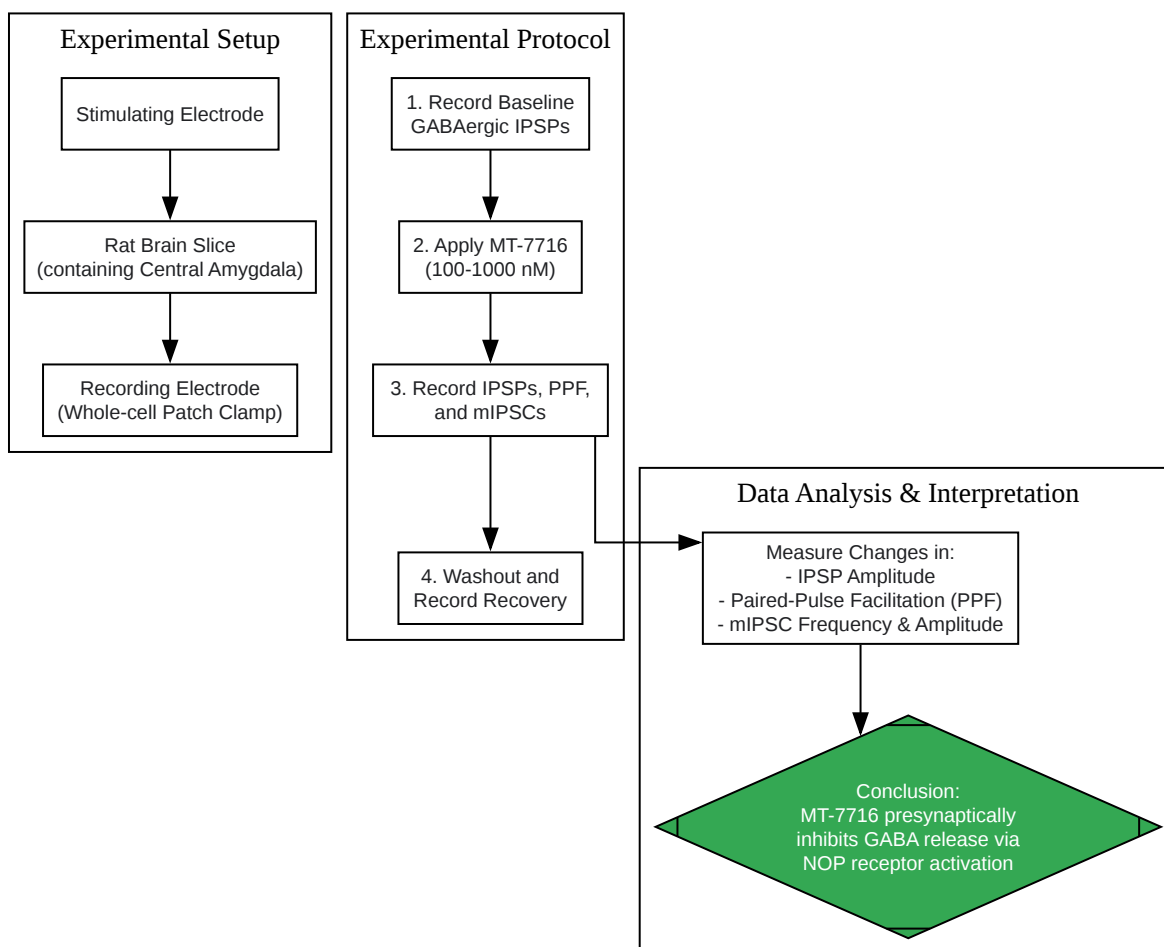 Experimental Setup
Stimulating Electrode
Rat Brain Slice
(containing Central Amygdala)
Recording Electrode
(Whole-cell Patch Clamp)
Experimental Protocol
1. Record Baseline
GABAergic IPSPs
2. Apply MT-7716
(100-1000 nM)
3. Record IPSPs, PPF,
and mIPSCs
4. Washout and
Record Recovery
Data Analysis & Interpretation
Measure Changes in:
- IPSP Amplitude
- Paired-Pulse Facilitation (PPF)
- mIPSC Frequency & Amplitude
Conclusion:
MT-7716 presynaptically
inhibits GABA release via
NOP receptor activation